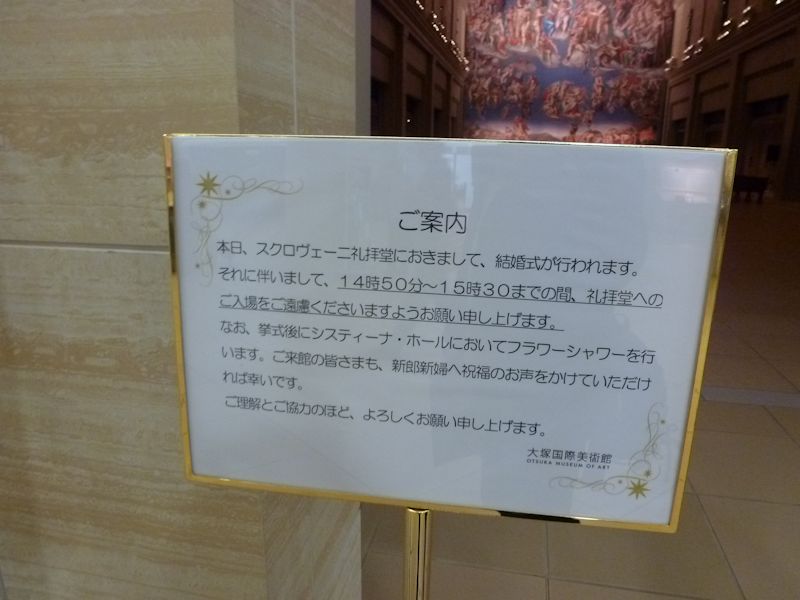 ご案内
本日、スクロヴェーニ礼拝堂におきまして、結婚式が行われます。
それに伴いまして、１４時５０分～１５時３０までの間、礼拝堂への
ご入場をご遠慮くださいますようお願い申し上げます。
なお、挙式後にシスティーナ・ホールにおいてフラワーシャワーを行
います。ご来館の皆さまも、新郎新婦へ祝福のお声をかけていただけ
れば幸いです。
ご理解とご協力のほど、よろしくお願い申し上げます。
大塚国際美術館
OTSUKA MUSEUM OF ART